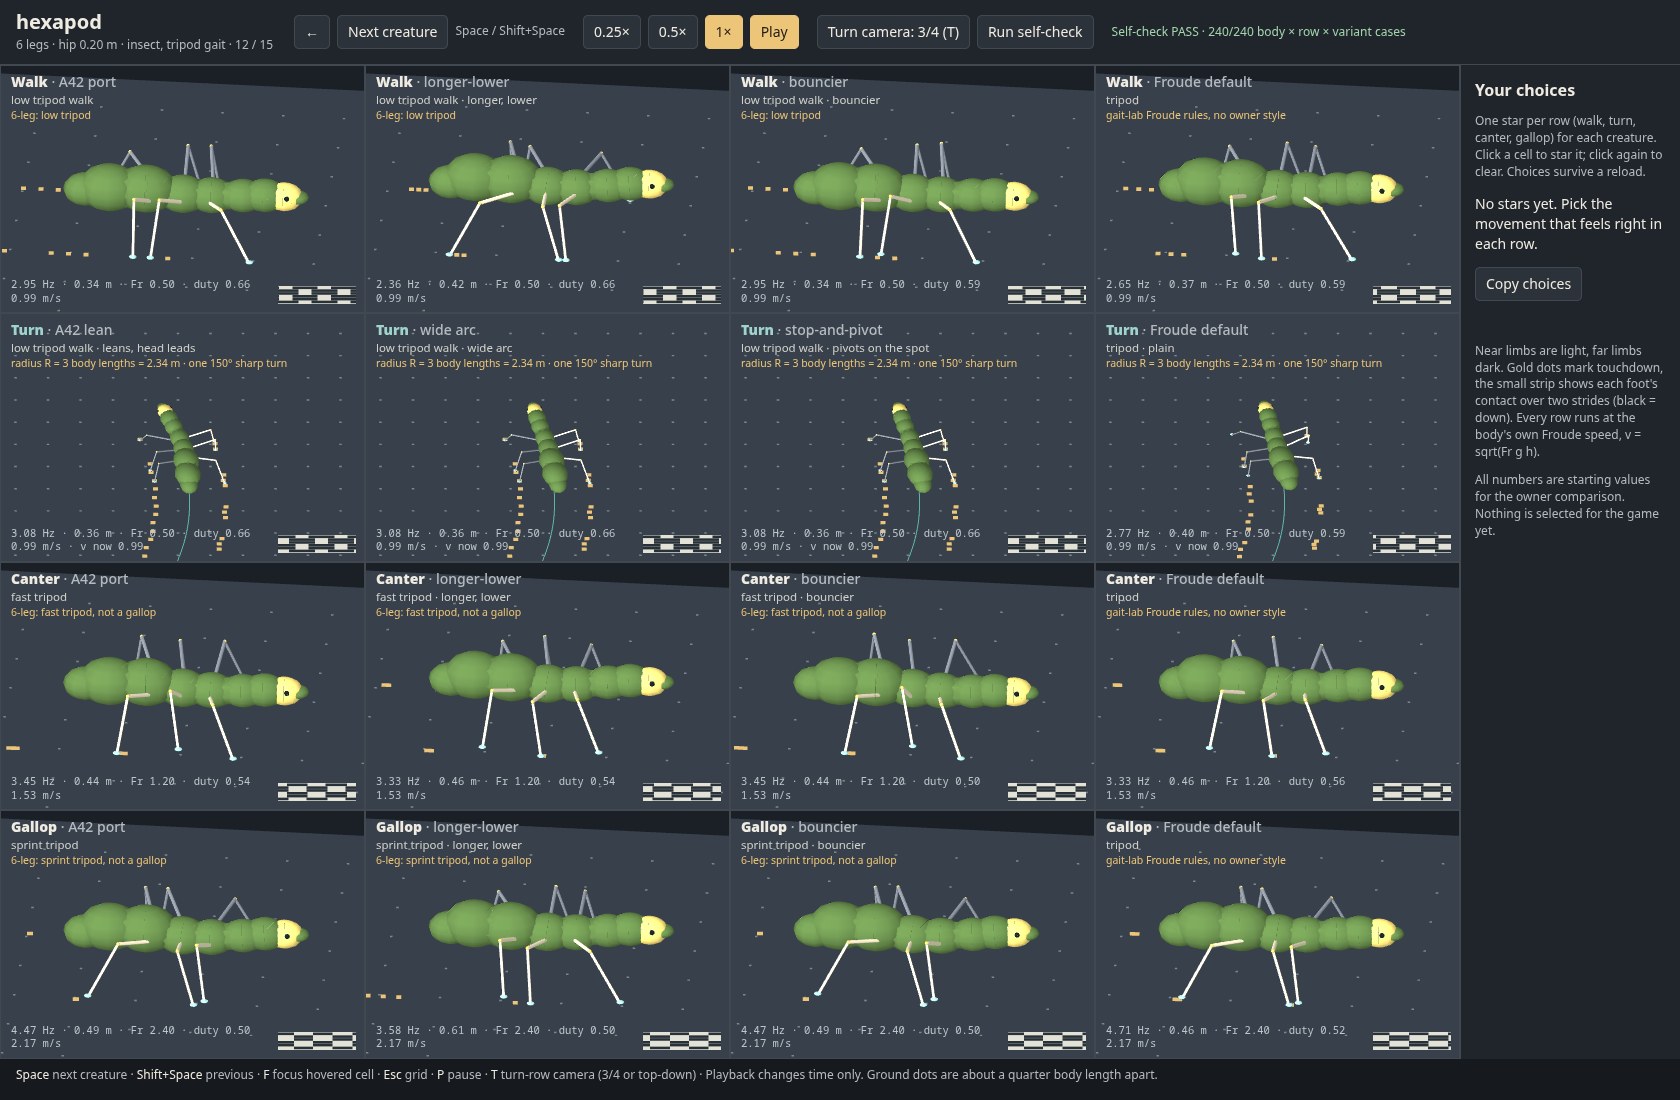 hexapod
6 legs · hip 0.20 m · insect, tripod gait · 12 / 15
←
Next creature
Space / Shift+Space
0.25×
0.5×
1×
Play
Turn camera: 3/4 (T)
Run self-check
Self-check PASS · 240/240 body × row × variant cases
Walk · A42 port
low tripod walk
6-leg: low tripod
2.95 Hz · 0.34 m · Fr 0.50 · duty 0.66
0.99 m/s
Walk · longer-lower
low tripod walk · longer, lower
6-leg: low tripod
2.36 Hz · 0.42 m · Fr 0.50 · duty 0.66
0.99 m/s
Walk · bouncier
low tripod walk · bouncier
6-leg: low tripod
2.95 Hz · 0.34 m · Fr 0.50 · duty 0.66
0.99 m/s
Walk · Froude default
tripod
gait-lab Froude rules, no owner style
2.65 Hz · 0.37 m · Fr 0.50 · duty 0.59
0.99 m/s
Turn · A42 lean
low tripod walk · leans, head leads
radius R = 3 body lengths = 2.34 m · one 150° sharp turn
3.08 Hz · 0.36 m · Fr 0.50 · duty 0.66
0.99 m/s · v now 0.99
Turn · wide arc
low tripod walk · wide arc
radius R = 3 body lengths = 2.34 m · one 150° sharp turn
3.08 Hz · 0.36 m · Fr 0.50 · duty 0.66
0.99 m/s · v now 0.99
Turn · stop-and-pivot
low tripod walk · pivots on the spot
radius R = 3 body lengths = 2.34 m · one 150° sharp turn
3.08 Hz · 0.36 m · Fr 0.50 · duty 0.66
0.99 m/s · v now 0.99
Turn · Froude default
tripod · plain
radius R = 3 body lengths = 2.34 m · one 150° sharp turn
2.77 Hz · 0.40 m · Fr 0.50 · duty 0.59
0.99 m/s · v now 0.99
Canter · A42 port
fast tripod
6-leg: fast tripod, not a gallop
3.45 Hz · 0.44 m · Fr 1.20 · duty 0.54
1.53 m/s
Canter · longer-lower
fast tripod · longer, lower
6-leg: fast tripod, not a gallop
3.33 Hz · 0.46 m · Fr 1.20 · duty 0.54
1.53 m/s
Canter · bouncier
fast tripod · bouncier
6-leg: fast tripod, not a gallop
3.45 Hz · 0.44 m · Fr 1.20 · duty 0.50
1.53 m/s
Canter · Froude default
tripod
gait-lab Froude rules, no owner style
3.33 Hz · 0.46 m · Fr 1.20 · duty 0.56
1.53 m/s
Gallop · A42 port
sprint tripod
6-leg: sprint tripod, not a gallop
4.47 Hz · 0.49 m · Fr 2.40 · duty 0.50
2.17 m/s
Gallop · longer-lower
sprint tripod · longer, lower
6-leg: sprint tripod, not a gallop
3.58 Hz · 0.61 m · Fr 2.40 · duty 0.50
2.17 m/s
Gallop · bouncier
sprint tripod · bouncier
6-leg: sprint tripod, not a gallop
4.47 Hz · 0.49 m · Fr 2.40 · duty 0.50
2.17 m/s
Gallop · Froude default
tripod
gait-lab Froude rules, no owner style
4.71 Hz · 0.46 m · Fr 2.40 · duty 0.52
2.17 m/s
Your choices
One star per row (walk, turn,
canter, gallop) for each creature.
Click a cell to star it; click again to
clear. Choices survive a reload.
No stars yet. Pick the
movement that feels right in
each row.
Copy choices
Near limbs are light, far limbs
dark. Gold dots mark touchdown,
the small strip shows each foot's
contact over two strides (black =
down). Every row runs at the
body's own Froude speed, v =
sqrt(Fr g h).
All numbers are starting values
for the owner comparison.
Nothing is selected for the game
yet.
Space next creature · Shift+Space previous · F focus hovered cell · Esc grid · P pause · T turn-row camera (3/4 or top-down) · Playback changes time only. Ground dots are about a quarter body length apart.